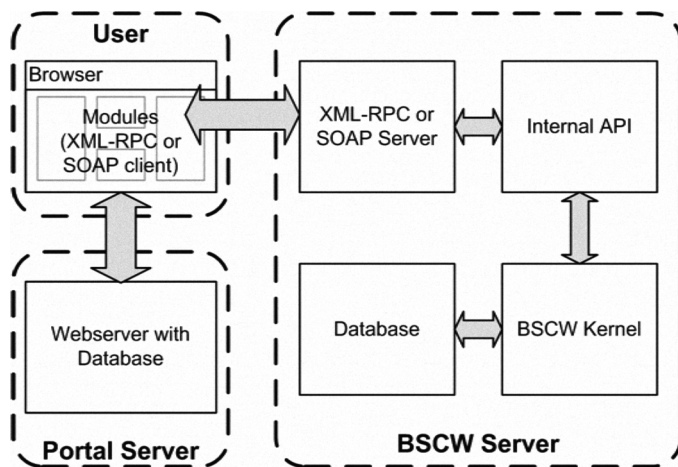 User
Browser
Modules
(XML-RPC or
SOAP client)
XML-RPC or
SOAP Server
Internal API
Webserver with
Database
Portal Server
Database
BSCW Kernel
BSCW Server